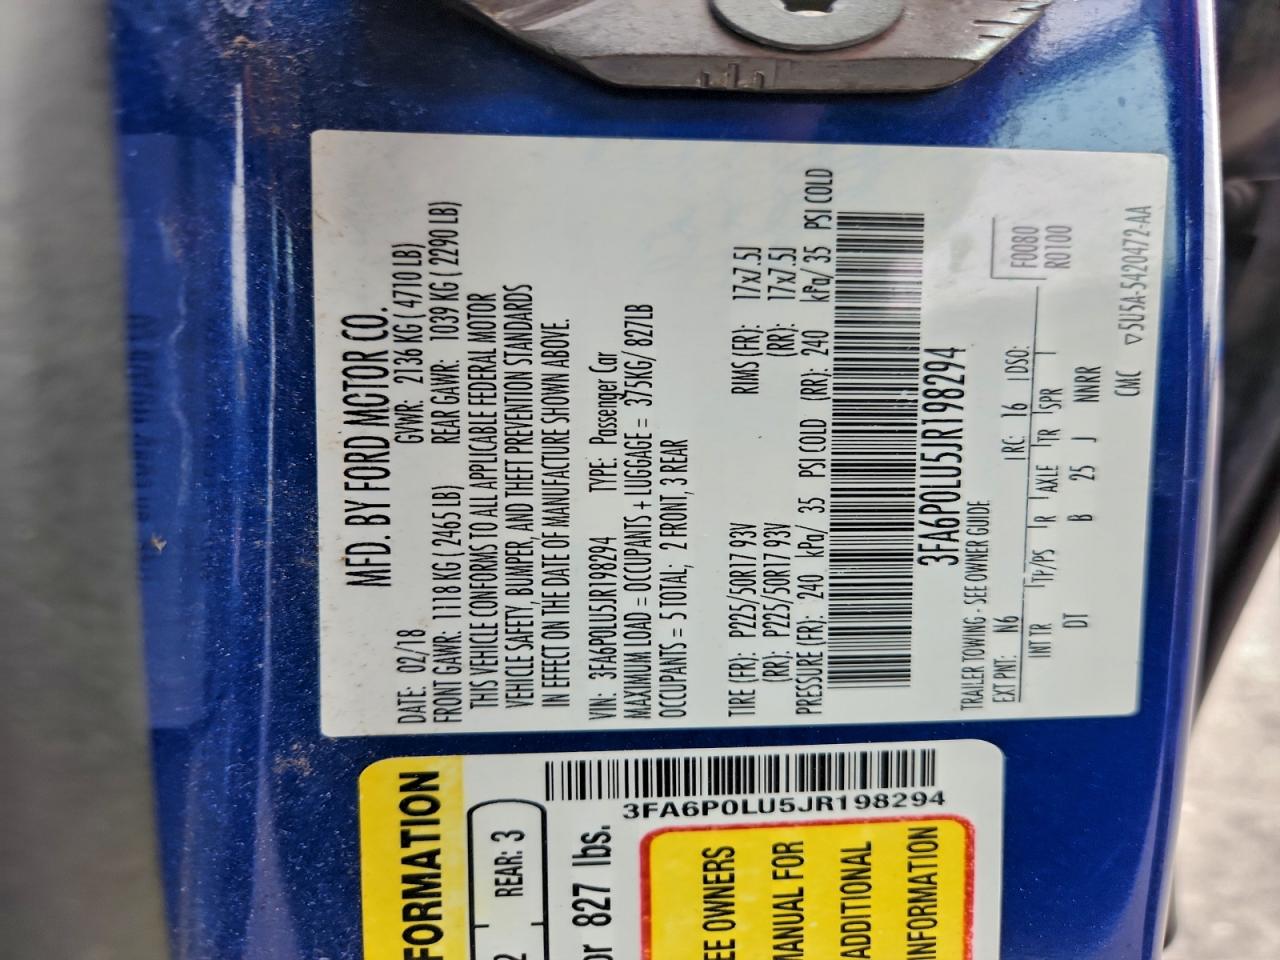 MFD. BY FORD MOTOR CO.
DATE: 02/18 GVWR: 2136 KG ( 4710 LB)
FRONT GAWR: 1118 KG ( 2465 LB) REAR GAWR: 1039 KG ( 2290 LB)
THIS VEHICLE CONFORMS TO ALL APPLICABLE FEDERAL MOTOR
VEHICLE SAFETY, BUMPER, AND THEFT PREVENTION STANDARDS
IN EFFECT ON THE DATE OF MANUFACTURE SHOWN ABOVE.
VIN: 3FA6P0LU5JR198294 TYPE: Passenger Car
MAXIMUM LOAD = OCCUPANTS + LUGGAGE = 375KG/ 827LB
OCCUPANTS = 5 TOTAL; 2 FRONT, 3 REAR
TIRE (FR): P225/50R17 93V RIMS (FR): 17x7.5J
(RR): P225/50R17 93V (RR): 17x7.5J
PRESSURE (FR): 240 kPa/ 35 PSI COLD (RR): 240 kPa/ 35 PSI COLD
3FA6P0LU5JR198294
TRAILER TOWING - SEE OWNER GUIDE
EXT PNT: N6 RC: 16 DSO: F0080
INT TR TP/PS R AXLE TR SPR R0100
DT B 25 J NNRR
CMC ▽5U5A-5420472-AA
FORMATION
2 REAR: 3
or 827 lbs.
3FA6P0LU5JR198294
EE OWNERS
MANUAL FOR
ADDITIONAL
INFORMATION